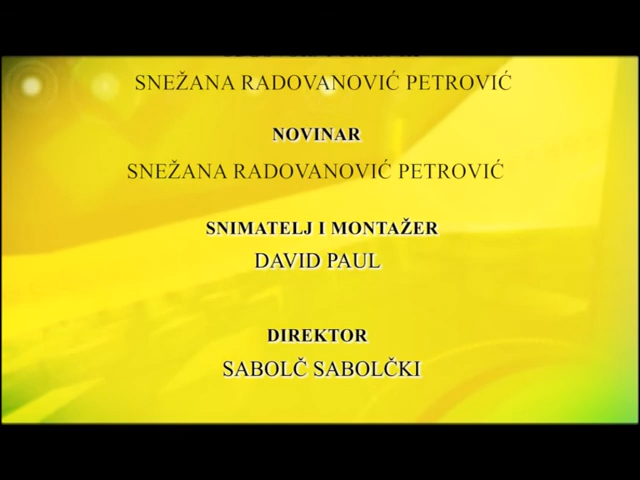 SNEŽANA RADOVANOVIĆ PETROVIĆ
NOVINAR
SNEŽANA RADOVANOVIĆ PETROVIĆ
SNIMATELJ I MONTAŽER
DAVID PAUL
DIREKTOR
SABOLČ SABOLČKI